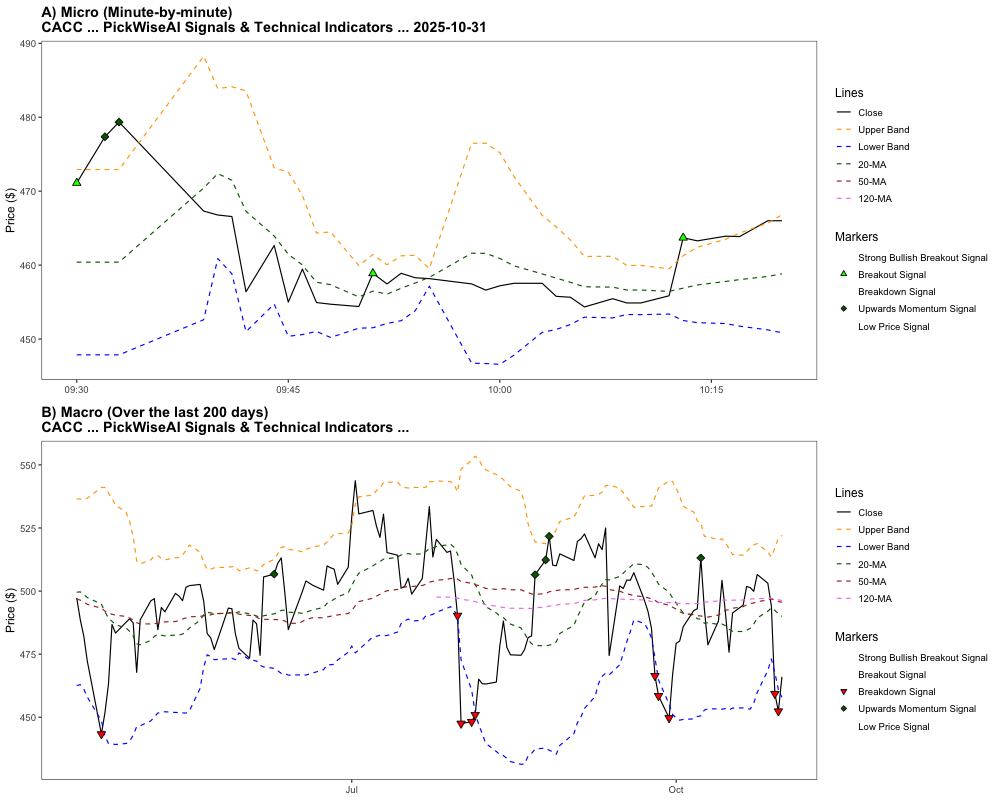 A) Micro (Minute-by-minute)
CACC ... PickWiseAI Signals & Technical Indicators ... 2025-10-31
Price ($)
490
480
470
460
450
09:30
09:45
10:00
10:15
Lines
Close
Upper Band
Lower Band
20-MA
50-MA
120-MA
Markers
Strong Bullish Breakout Signal
Breakout Signal
Breakdown Signal
Upwards Momentum Signal
Low Price Signal
B) Macro (Over the last 200 days)
CACC ... PickWiseAI Signals & Technical Indicators ...
Price ($)
550
525
500
475
450
Jul
Oct
Lines
Close
Upper Band
Lower Band
20-MA
50-MA
120-MA
Markers
Strong Bullish Breakout Signal
Breakout Signal
Breakdown Signal
Upwards Momentum Signal
Low Price Signal